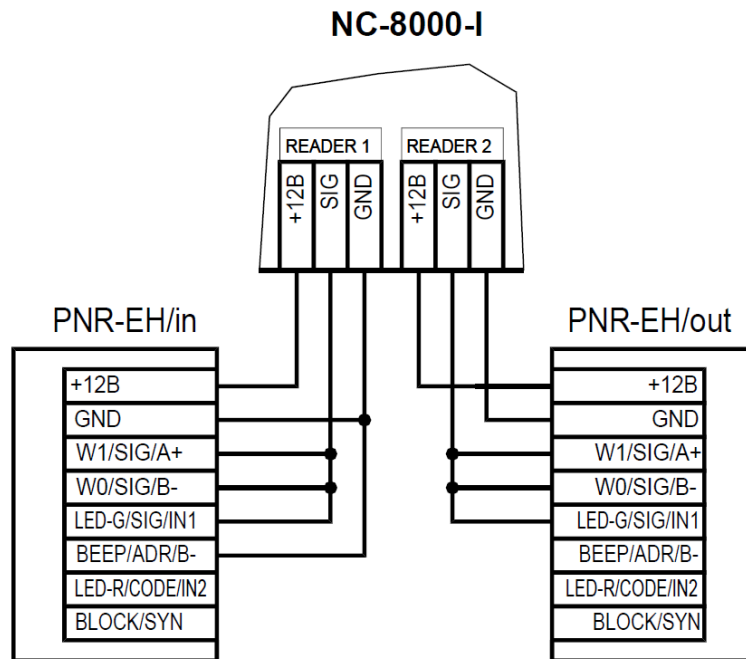 NC-8000-I
READER 1
READER 2
+12B
SIG
GND
+12B
SIG
GND
PNR-EH/in
PNR-EH/out
+12B
GND
W1/SIG/A+
W0/SIG/B-
LED-G/SIG/IN1
BEEP/ADR/B-
LED-R/CODE/IN2
BLOCK/SYN
+12B
GND
W1/SIG/A+
W0/SIG/B-
LED-G/SIG/IN1
BEEP/ADR/B-
LED-R/CODE/IN2
BLOCK/SYN